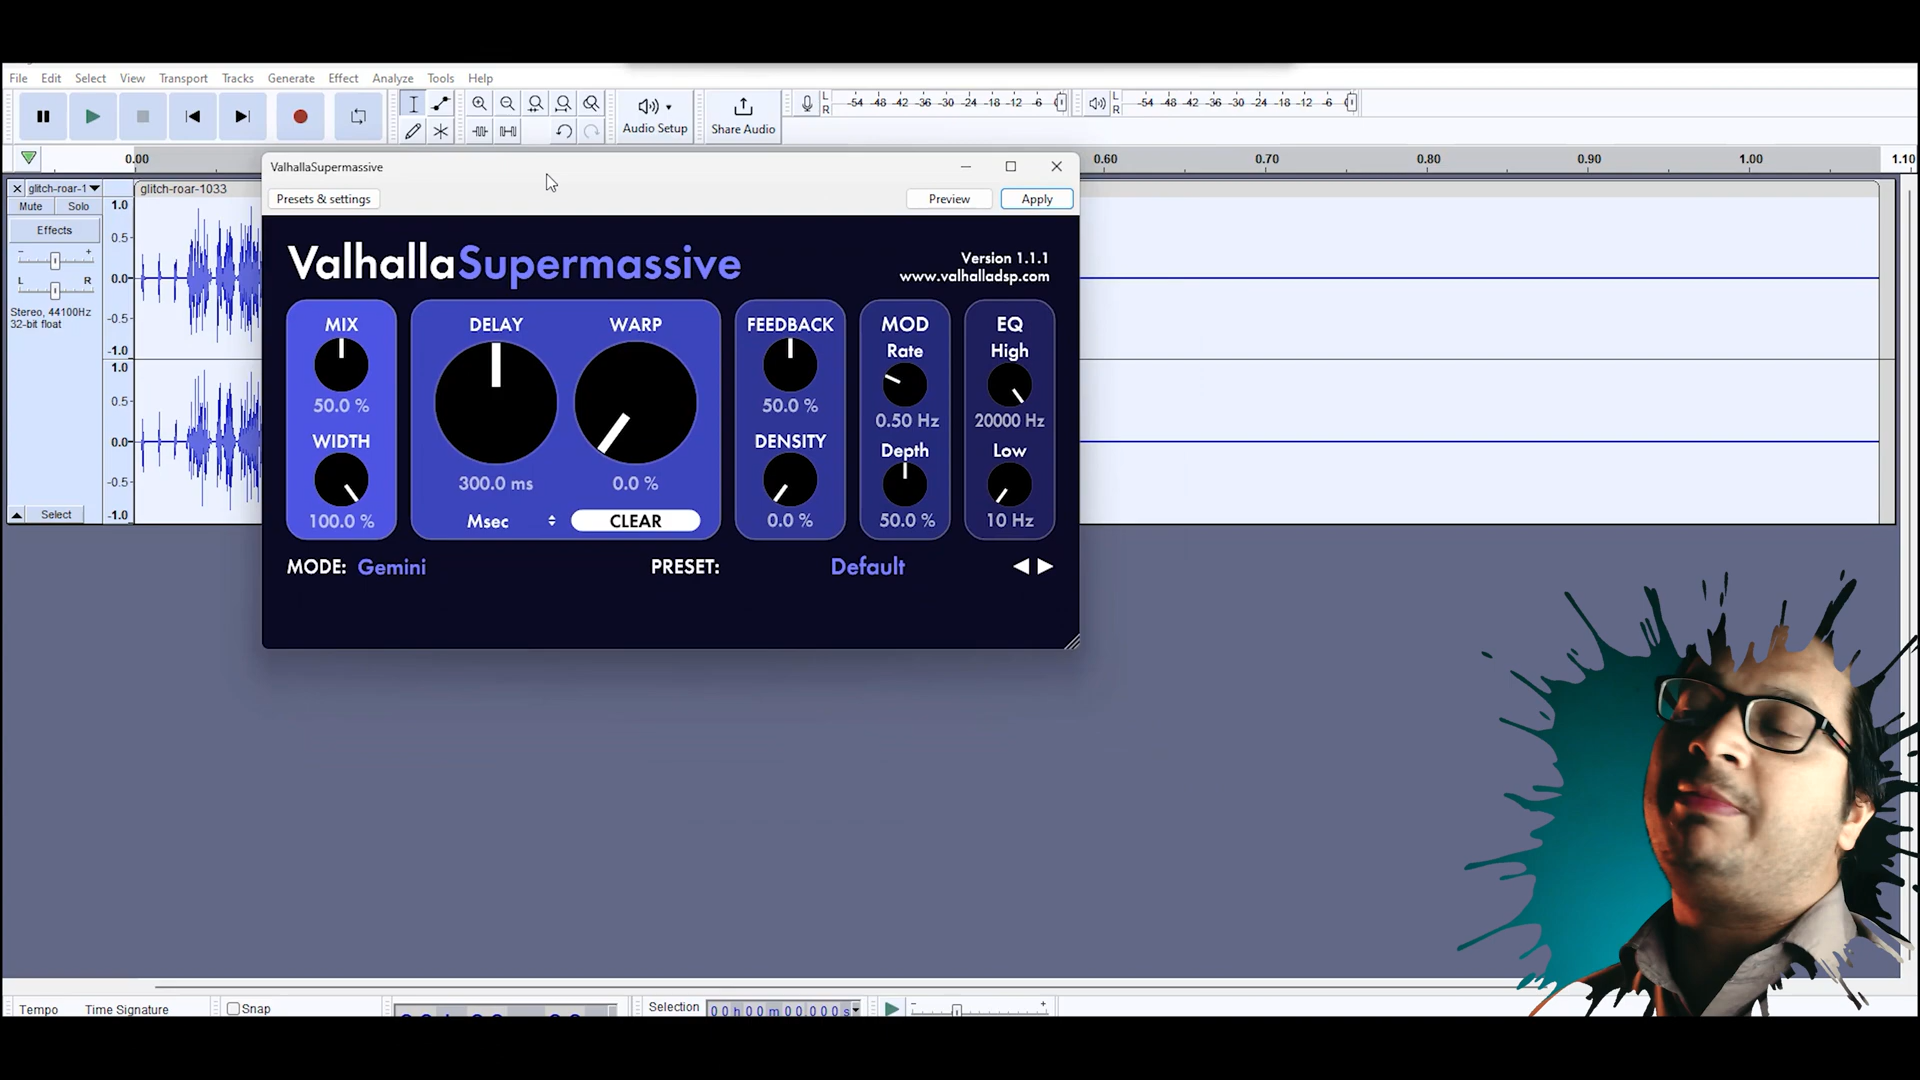 File Edit Select View Transport Tracks Generate Effect Analyze Tools Help
Audio Setup
Share Audio
L
R
-54 -48 -42 -36 -30 -24 -18 -12 -6
L
R
-54 -48 -42 -36 -30 -24 -18 -12 -6
0.00
0.60 0.70 0.80 0.90 1.00 1.10
glitch-roar-1
glitch-roar-1033
Mute Solo
Effects
- +
L R
Stereo, 44100Hz
32-bit float
Select
1.0
0.5
0.0
-0.5
-1.0
1.0
0.5
0.0
-0.5
-1.0
ValhallaSupermassive
Presets & settings
Preview
Apply
ValhallaSupermassive
Version 1.1.1
www.valhalladsp.com
MIX
50.0 %
WIDTH
100.0 %
DELAY
300.0 ms
Msec
WARP
0.0 %
CLEAR
FEEDBACK
50.0 %
DENSITY
0.0 %
MOD
Rate
0.50 Hz
Depth
50.0 %
EQ
High
20000 Hz
Low
10 Hz
MODE: Gemini
PRESET: Default
Tempo
Time Signature
Snap
Selection
00h00m00.000s
- +